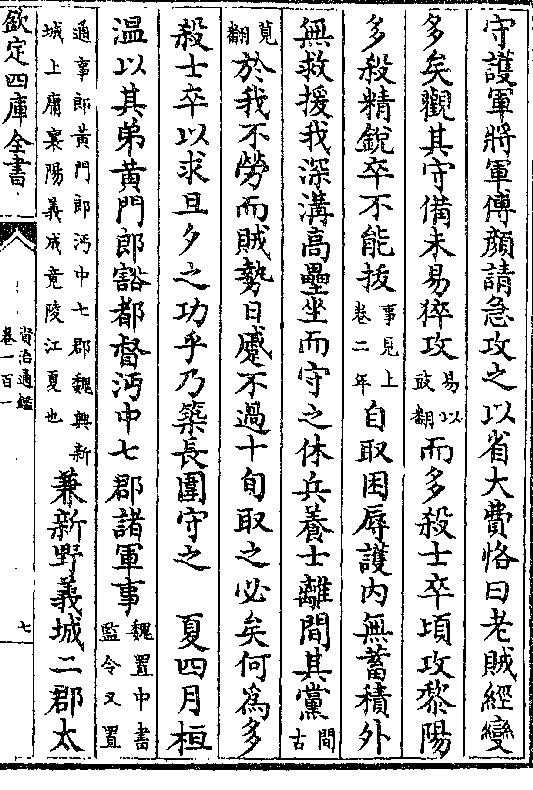 守護軍將軍傅顔請急攻之以省大費恪曰老賊經變
多矣觀其守備未易猝攻易以豉翻而多殺士卒頃攻黎陽
多殺精銳卒不能拔事見上卷二年自取困辱護内無蓄積外
無救援我深溝高壘坐而守之休兵養士離間其黨間古
莧翻於我不勞而賊勢日蹙不過十旬取之必矣何爲多
殺士卒以求旦夕之功乎乃築長圍守之　夏四月桓
温以其弟黄門郎豁都督沔中七郡諸軍事魏置中書監令又置
通事郎黄門郎沔中七郡魏興新城上庸襄陽義成竟陵江夏也兼新野義城二郡太
欽定四庫全書
資治通鑑
卷一百一
七